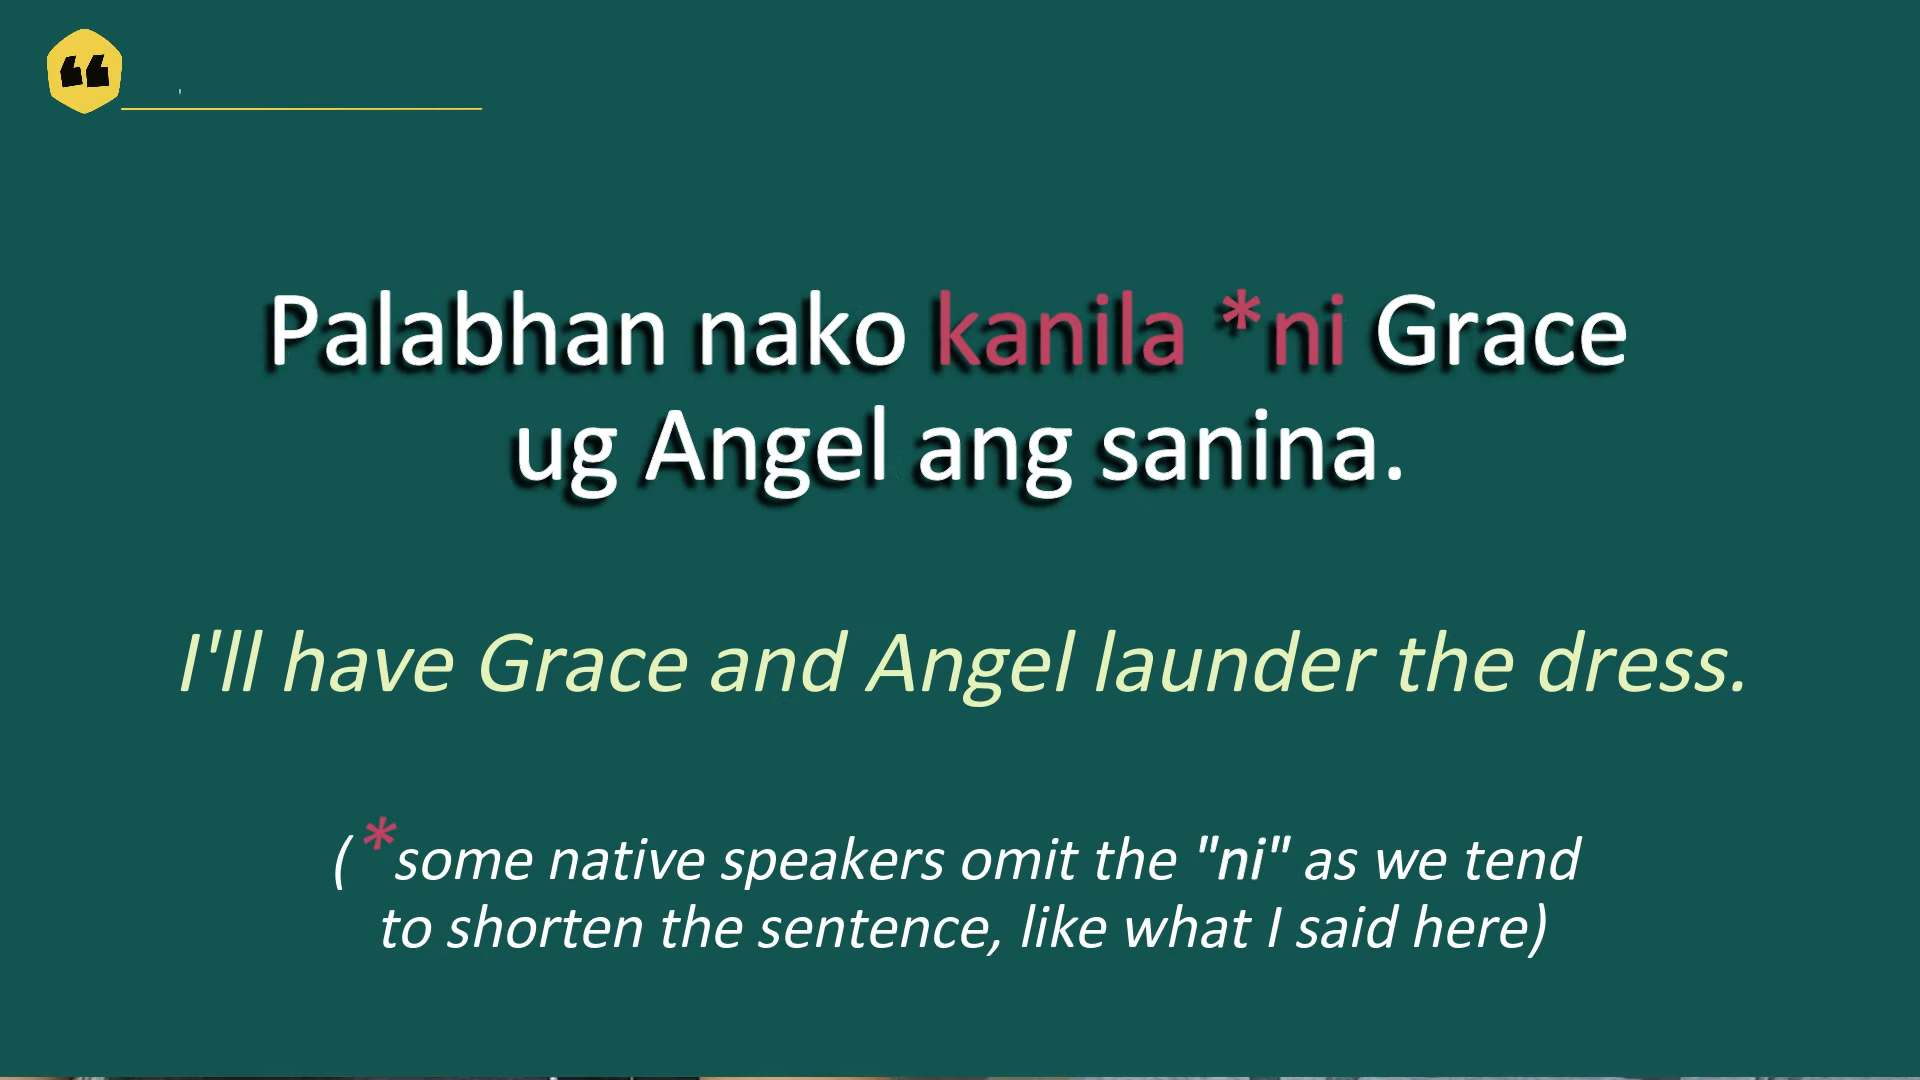 Palabhan nako kanila *ni Grace
ug Angel ang sanina.
I'll have Grace and Angel launder the dress.
(*some native speakers omit the "ni" as we tend
to shorten the sentence, like what I said here)